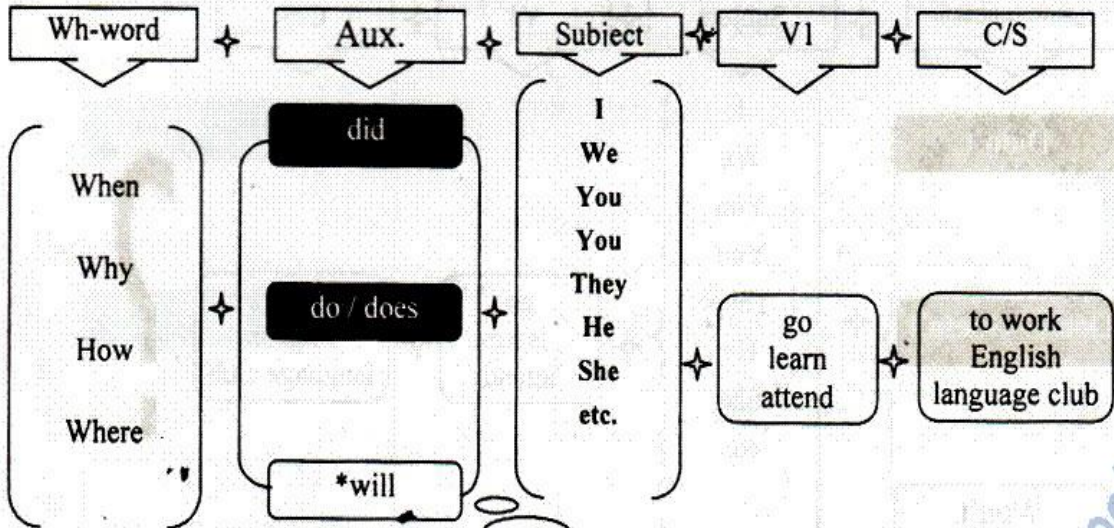 Wh-word Aux. Subject V1 C/S
did
do / does
*will
When
Why
How
Where
I
We
You
You
They
He
She
etc.
go
learn
attend
to work
English
language club